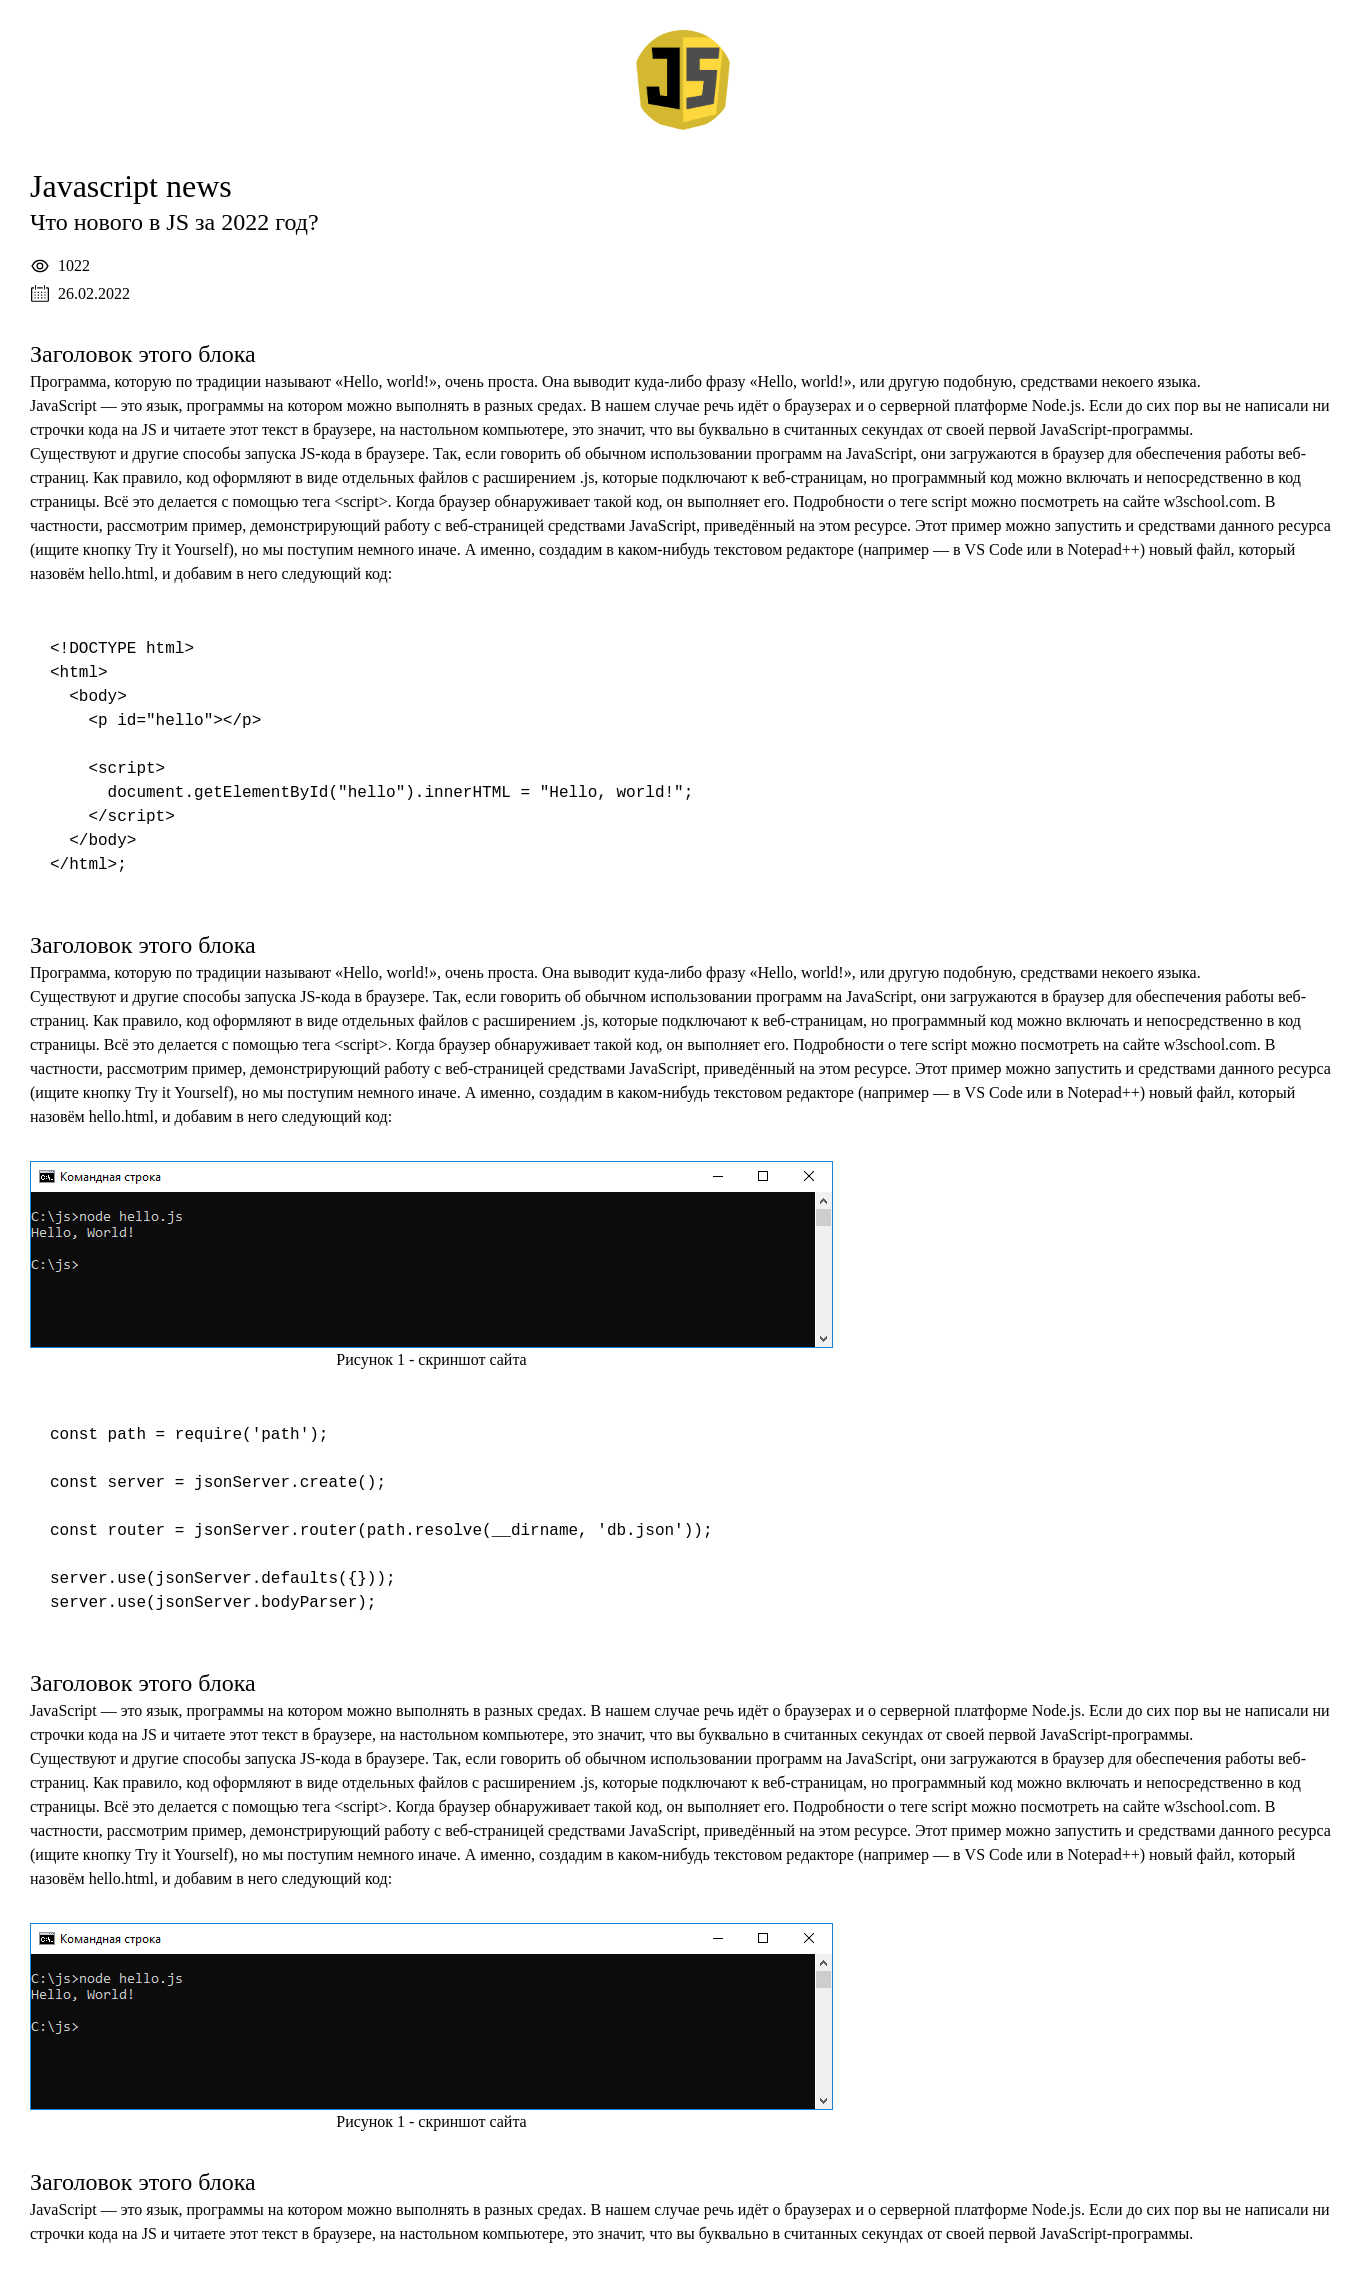 JS
Javascript news
Что нового в JS за 2022 год?
1022
26.02.2022
Заголовок этого блока
Программа, которую по традиции называют «Hello, world!», очень проста. Она выводит куда-либо фразу «Hello, world!», или другую подобную, средствами некоего языка.
JavaScript — это язык, программы на котором можно выполнять в разных средах. В нашем случае речь идёт о браузерах и о серверной платформе Node.js. Если до сих пор вы не написали ни
строчки кода на JS и читаете этот текст в браузере, на настольном компьютере, это значит, что вы буквально в считанных секундах от своей первой JavaScript-программы.
Существуют и другие способы запуска JS-кода в браузере. Так, если говорить об обычном использовании программ на JavaScript, они загружаются в браузер для обеспечения работы веб-
страниц. Как правило, код оформляют в виде отдельных файлов с расширением .js, которые подключают к веб-страницам, но программный код можно включать и непосредственно в код
страницы. Всё это делается с помощью тега <script>. Когда браузер обнаруживает такой код, он выполняет его. Подробности о теге script можно посмотреть на сайте w3school.com. В
частности, рассмотрим пример, демонстрирующий работу с веб-страницей средствами JavaScript, приведённый на этом ресурсе. Этот пример можно запустить и средствами данного ресурса
(ищите кнопку Try it Yourself), но мы поступим немного иначе. А именно, создадим в каком-нибудь текстовом редакторе (например — в VS Code или в Notepad++) новый файл, который
назовём hello.html, и добавим в него следующий код:
<!DOCTYPE html>
<html>
  <body>
    <p id="hello"></p>

    <script>
      document.getElementById("hello").innerHTML = "Hello, world!";
    </script>
  </body>
</html>;
Заголовок этого блока
Программа, которую по традиции называют «Hello, world!», очень проста. Она выводит куда-либо фразу «Hello, world!», или другую подобную, средствами некоего языка.
Существуют и другие способы запуска JS-кода в браузере. Так, если говорить об обычном использовании программ на JavaScript, они загружаются в браузер для обеспечения работы веб-
страниц. Как правило, код оформляют в виде отдельных файлов с расширением .js, которые подключают к веб-страницам, но программный код можно включать и непосредственно в код
страницы. Всё это делается с помощью тега <script>. Когда браузер обнаруживает такой код, он выполняет его. Подробности о теге script можно посмотреть на сайте w3school.com. В
частности, рассмотрим пример, демонстрирующий работу с веб-страницей средствами JavaScript, приведённый на этом ресурсе. Этот пример можно запустить и средствами данного ресурса
(ищите кнопку Try it Yourself), но мы поступим немного иначе. А именно, создадим в каком-нибудь текстовом редакторе (например — в VS Code или в Notepad++) новый файл, который
назовём hello.html, и добавим в него следующий код:
Командная строка
C:\js>node hello.js
Hello, World!
C:\js>
Рисунок 1 - скриншот сайта
const path = require('path');

const server = jsonServer.create();

const router = jsonServer.router(path.resolve(__dirname, 'db.json'));

server.use(jsonServer.defaults({}));
server.use(jsonServer.bodyParser);
Заголовок этого блока
JavaScript — это язык, программы на котором можно выполнять в разных средах. В нашем случае речь идёт о браузерах и о серверной платформе Node.js. Если до сих пор вы не написали ни
строчки кода на JS и читаете этот текст в браузере, на настольном компьютере, это значит, что вы буквально в считанных секундах от своей первой JavaScript-программы.
Существуют и другие способы запуска JS-кода в браузере. Так, если говорить об обычном использовании программ на JavaScript, они загружаются в браузер для обеспечения работы веб-
страниц. Как правило, код оформляют в виде отдельных файлов с расширением .js, которые подключают к веб-страницам, но программный код можно включать и непосредственно в код
страницы. Всё это делается с помощью тега <script>. Когда браузер обнаруживает такой код, он выполняет его. Подробности о теге script можно посмотреть на сайте w3school.com. В
частности, рассмотрим пример, демонстрирующий работу с веб-страницей средствами JavaScript, приведённый на этом ресурсе. Этот пример можно запустить и средствами данного ресурса
(ищите кнопку Try it Yourself), но мы поступим немного иначе. А именно, создадим в каком-нибудь текстовом редакторе (например — в VS Code или в Notepad++) новый файл, который
назовём hello.html, и добавим в него следующий код:
Командная строка
C:\js>node hello.js
Hello, World!
C:\js>
Рисунок 1 - скриншот сайта
Заголовок этого блока
JavaScript — это язык, программы на котором можно выполнять в разных средах. В нашем случае речь идёт о браузерах и о серверной платформе Node.js. Если до сих пор вы не написали ни
строчки кода на JS и читаете этот текст в браузере, на настольном компьютере, это значит, что вы буквально в считанных секундах от своей первой JavaScript-программы.